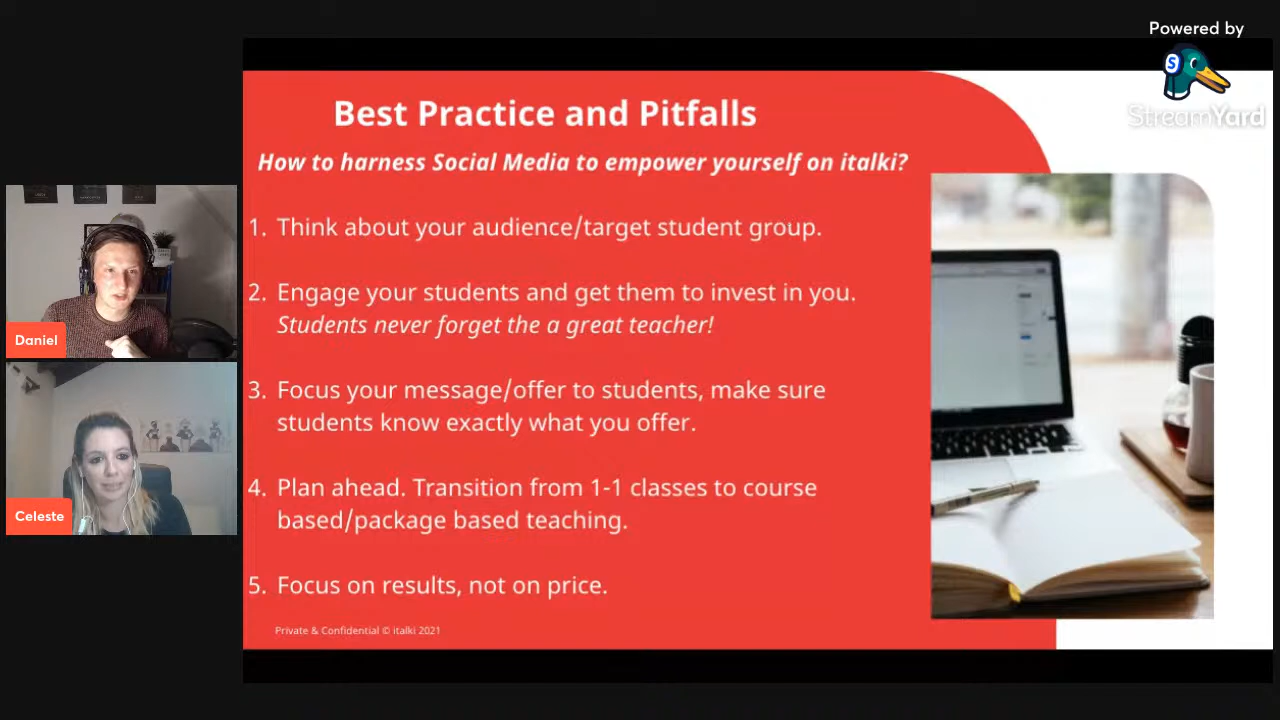 Powered by
S
StreamYard
Best Practice and Pitfalls
How to harness Social Media to empower yourself on italki?
1. Think about your audience/target student group.
2. Engage your students and get them to invest in you.
Students never forget the a great teacher!
3. Focus your message/offer to students, make sure
students know exactly what you offer.
4. Plan ahead. Transition from 1-1 classes to course
based/package based teaching.
5. Focus on results, not on price.
Private & Confidential © italki 2021
Daniel
Celeste